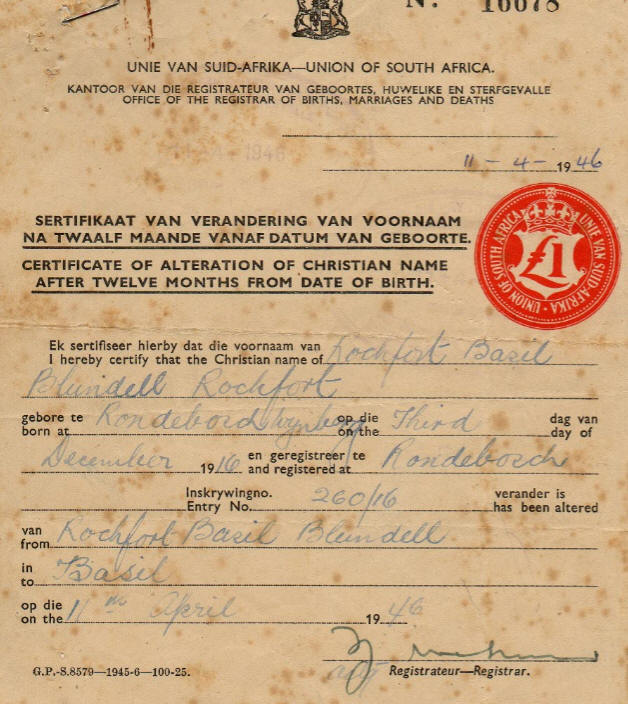 No. 16678
UNIE VAN SUID-AFRIKA—UNION OF SOUTH AFRICA.
KANTOOR VAN DIE REGISTRATEUR VAN GEBOORTES, HUWELIKE EN STERFGEVALLE
OFFICE OF THE REGISTRAR OF BIRTHS, MARRIAGES AND DEATHS
1946
11 - 4 - 1946
SERTIFIKAAT VAN VERANDERING VAN VOORNAAM
NA TWAALF MAANDE VANAF DATUM VAN GEBOORTE.
CERTIFICATE OF ALTERATION OF CHRISTIAN NAME
AFTER TWELVE MONTHS FROM DATE OF BIRTH.
UNION OF SOUTH AFRICA · UNIE VAN SUID-AFRIKA ·
£1
Ek sertifiseer hierby dat die voornaam van
I hereby certify that the Christian name of Rochfort Basil
Blundell Rochfort
gebore te op die dag van
born at Rondebosch Wynberg on the Third day of
December 1916 en geregistreer te
and registered at Rondebosch
Inskrywingno. verander is
Entry No. 260/16 has been altered
van
from Rochfort Basil Blundell
in
to Basil
op die
on the 11th April 1946
Registrateur—Registrar.
G.P.-S.8579—1945-6—100-25.